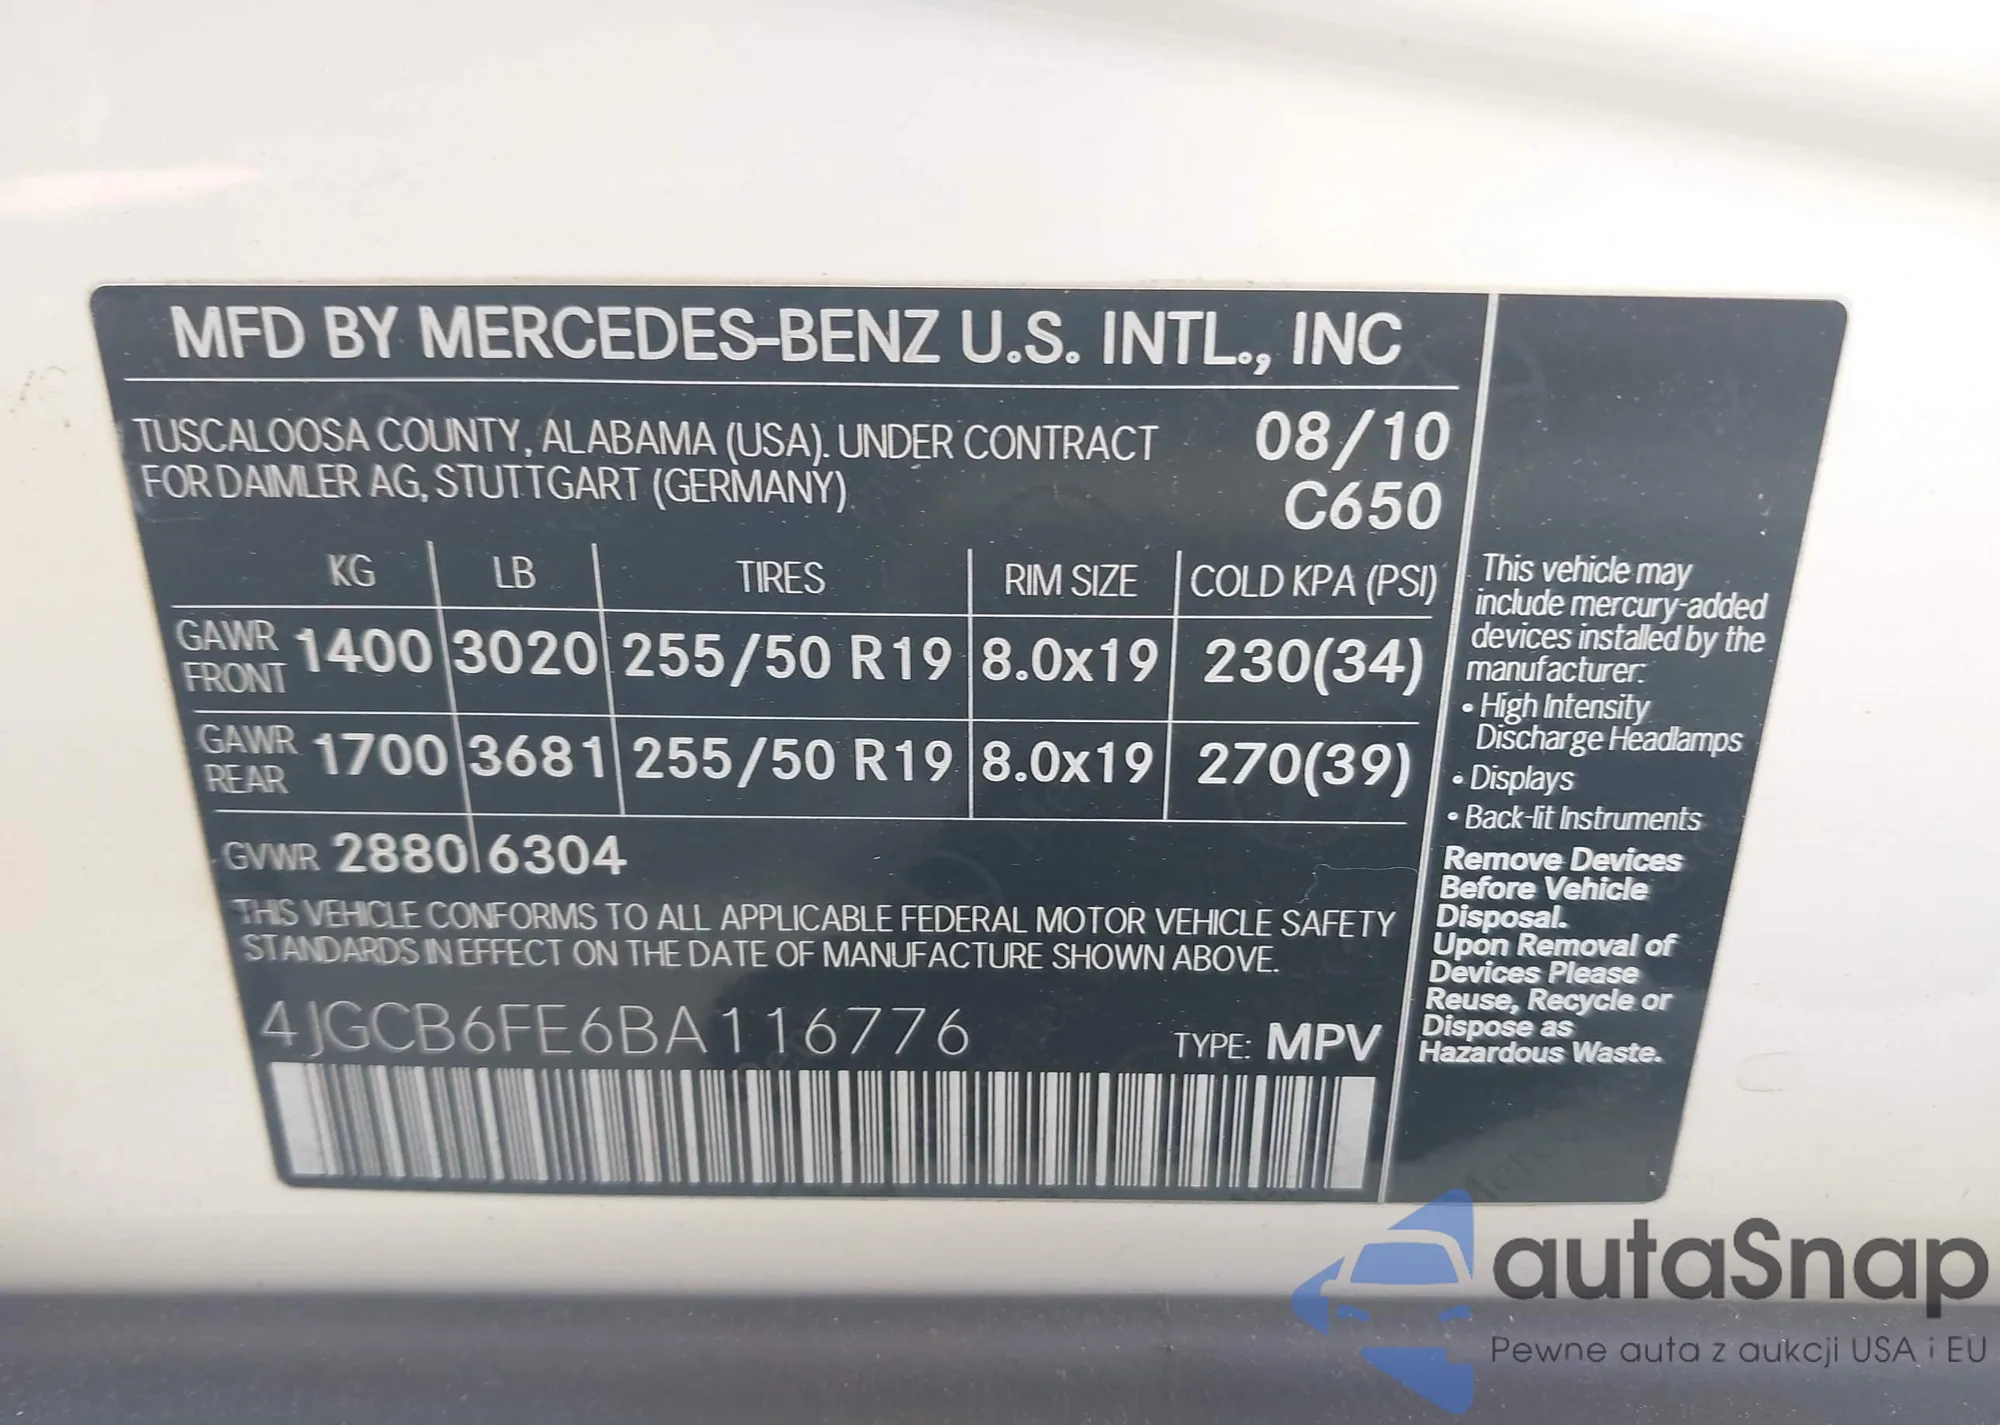 MFD BY MERCEDES-BENZ U.S. INTL., INC
TUSCALOOSA COUNTY, ALABAMA (USA). UNDER CONTRACT
FOR DAIMLER AG, STUTTGART (GERMANY)
08/10
C650
KG LB TIRES RIM SIZE COLD KPA (PSI)
GAWR FRONT 1400 3020 255/50 R19 8.0x19 230(34)
GAWR REAR 1700 3681 255/50 R19 8.0x19 270(39)
GVWR 2880 6304
THIS VEHICLE CONFORMS TO ALL APPLICABLE FEDERAL MOTOR VEHICLE SAFETY
STANDARDS IN EFFECT ON THE DATE OF MANUFACTURE SHOWN ABOVE.
4JGCB6FE6BA116776
TYPE: MPV
This vehicle may
include mercury-added
devices installed by the
manufacturer:
• High Intensity
Discharge Headlamps
• Displays
• Back-lit Instruments
Remove Devices
Before Vehicle
Disposal.
Upon Removal of
Devices Please
Reuse, Recycle or
Dispose as
Hazardous Waste.
autaSnap
Pewne auta z aukcji USA i EU